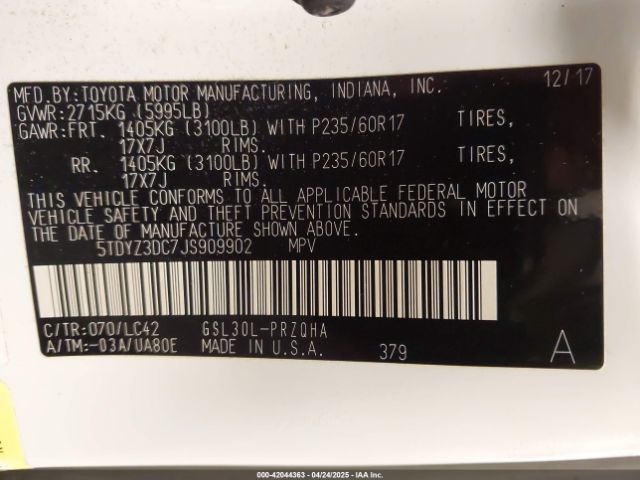 MFD.BY:TOYOTA MOTOR MANUFACTURING, INDIANA, INC. 12/17
GVWR:2715KG (5995LB)
GAWR:FRT. 1405KG (3100LB) WITH P235/60R17 TIRES,
17X7J RIMS.
RR. 1405KG (3100LB) WITH P235/60R17 TIRES,
17X7J RIMS.
THIS VEHICLE CONFORMS TO ALL APPLICABLE FEDERAL MOTOR
VEHICLE SAFETY AND THEFT PREVENTION STANDARDS IN EFFECT ON
THE DATE OF MANUFACTURE SHOWN ABOVE.
5TDYZ3DC7JS909902 MPV
C/TR:070/LC42 GSL30L-PRZQHA
A/TM:-03A/UA80E MADE IN U.S.A. 379 A
000-42044363 - 04/24/2025 - IAA Inc.